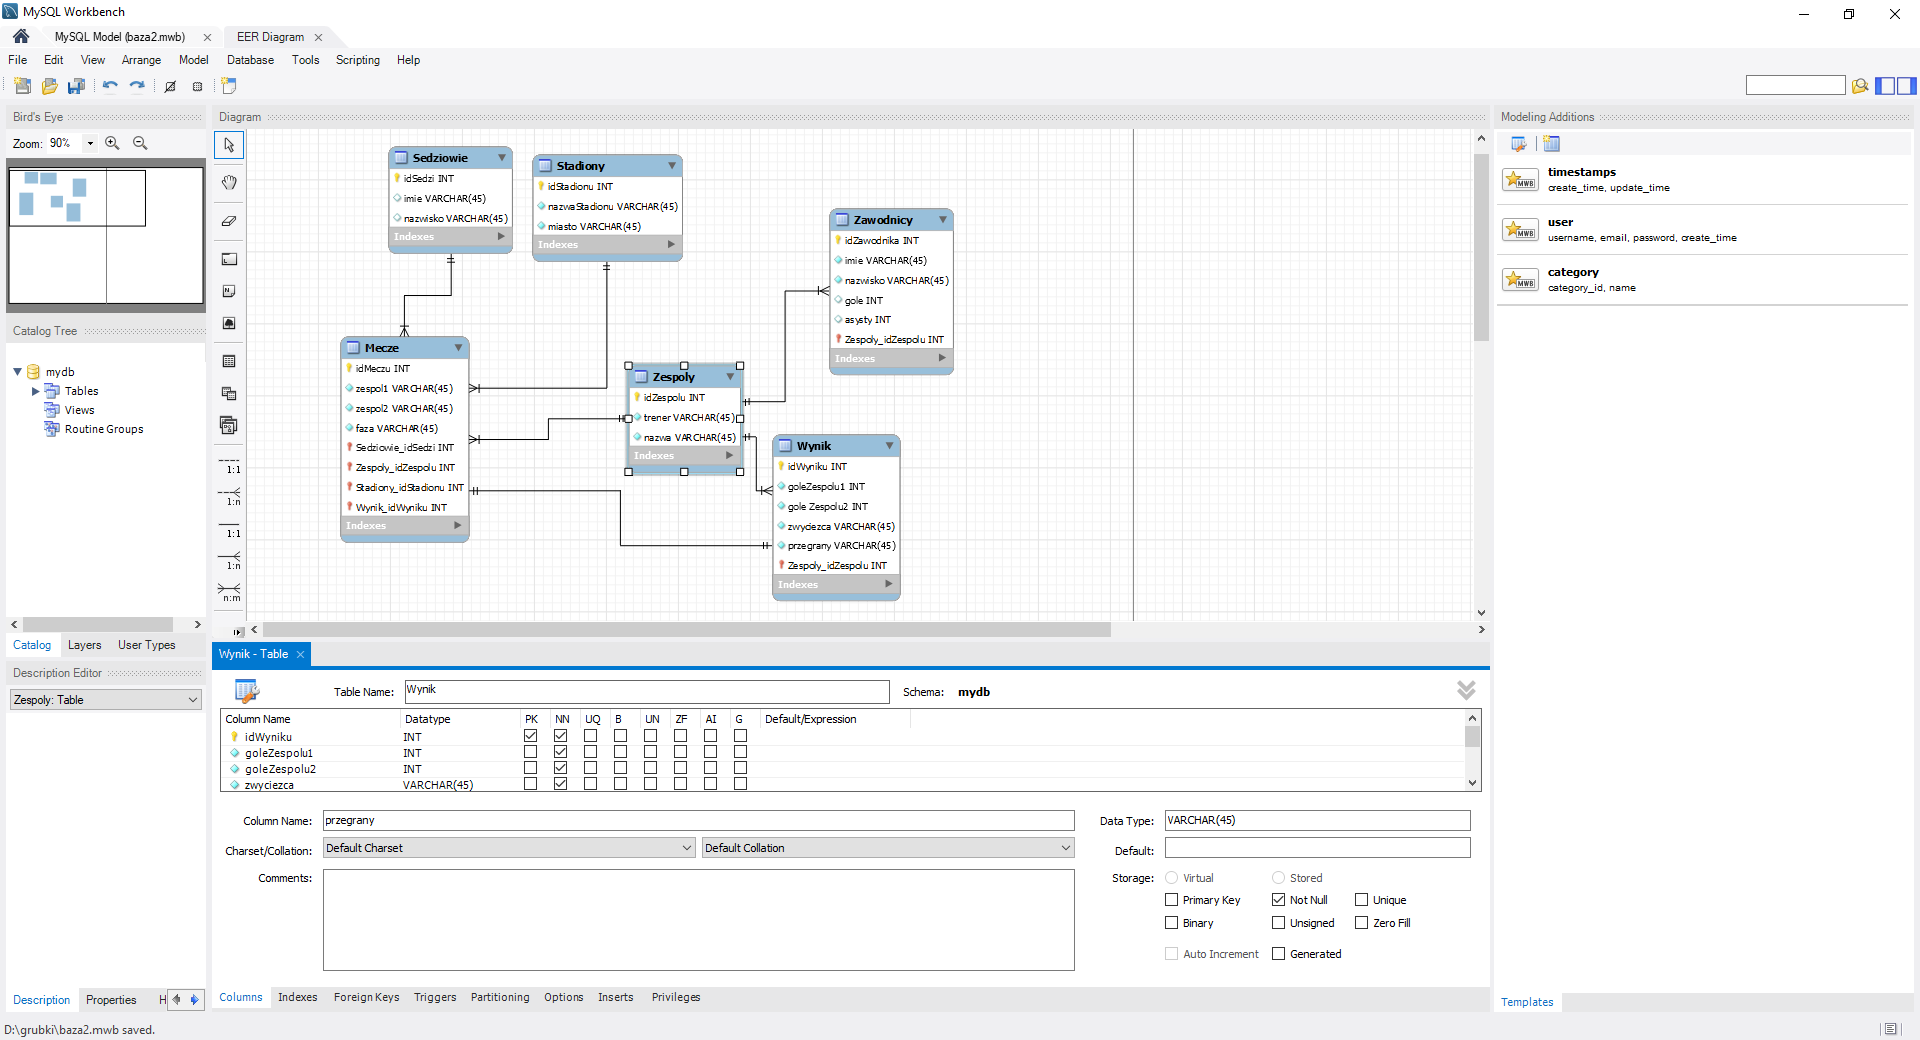 MySQL Workbench
MySQL Model (baza2.mwb)
EER Diagram
File Edit View Arrange Model Database Tools Scripting Help
Bird's Eye
Zoom: 90%
Catalog Tree
mydb
Tables
Views
Routine Groups
Catalog Layers User Types
Description Editor
Zespoly: Table
Description Properties H
Diagram
1:1
1:n
1:1
1:n
n:m
Sedziowie
idSedzi INT
imie VARCHAR(45)
nazwisko VARCHAR(45)
Indexes
Stadiony
idStadionu INT
nazwaStadionu VARCHAR(45)
miasto VARCHAR(45)
Indexes
Zawodnicy
idZawodnika INT
imie VARCHAR(45)
nazwisko VARCHAR(45)
gole INT
asysty INT
Zespoly_idZespolu INT
Indexes
Mecze
idMeczu INT
zespol1 VARCHAR(45)
zespol2 VARCHAR(45)
faza VARCHAR(45)
Sedziowie_idSedzi INT
Zespoly_idZespolu INT
Stadiony_idStadionu INT
Wynik_idWyniku INT
Indexes
Zespoly
idZespolu INT
trener VARCHAR(45)
nazwa VARCHAR(45)
Indexes
Wynik
idWyniku INT
goleZespolu1 INT
gole Zespolu2 INT
zwyciezca VARCHAR(45)
przegrany VARCHAR(45)
Zespoly_idZespolu INT
Indexes
Wynik - Table
Table Name: Wynik Schema: mydb
Column Name Datatype PK NN UQ B UN ZF AI G Default/Expression
idWyniku INT
goleZespolu1 INT
goleZespolu2 INT
zwyciezca VARCHAR(45)
Column Name: przegrany Data Type: VARCHAR(45)
Charset/Collation: Default Charset Default Collation Default:
Comments: Storage: Virtual Stored
Primary Key Not Null Unique
Binary Unsigned Zero Fill
Auto Increment Generated
Columns Indexes Foreign Keys Triggers Partitioning Options Inserts Privileges
Modeling Additions
MWB
timestamps
create_time, update_time
MWB
user
username, email, password, create_time
MWB
category
category_id, name
Templates
D:\grubki\baza2.mwb saved.